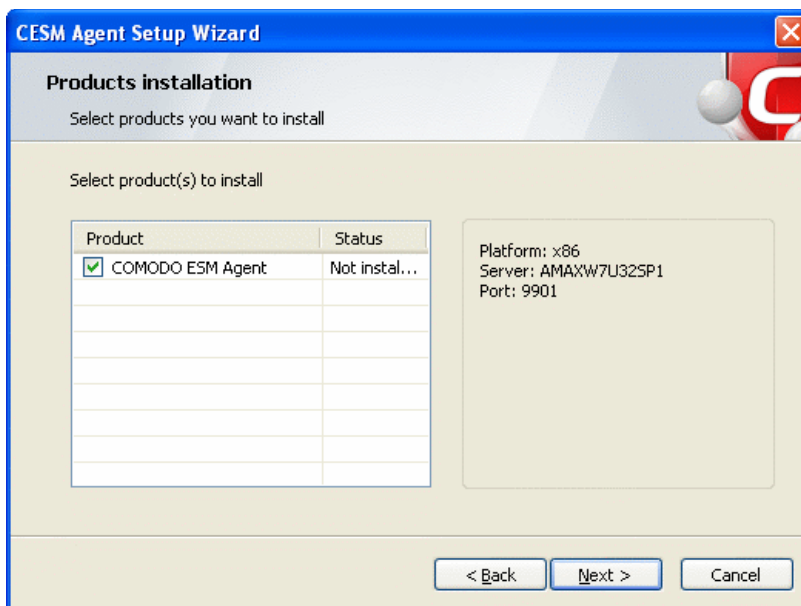 CESM Agent Setup Wizard
Products installation
Select products you want to install
Select product(s) to install
Product Status
COMODO ESM Agent Not instal...
Platform: x86
Server: AMAXW7U32SP1
Port: 9901
< Back Next > Cancel